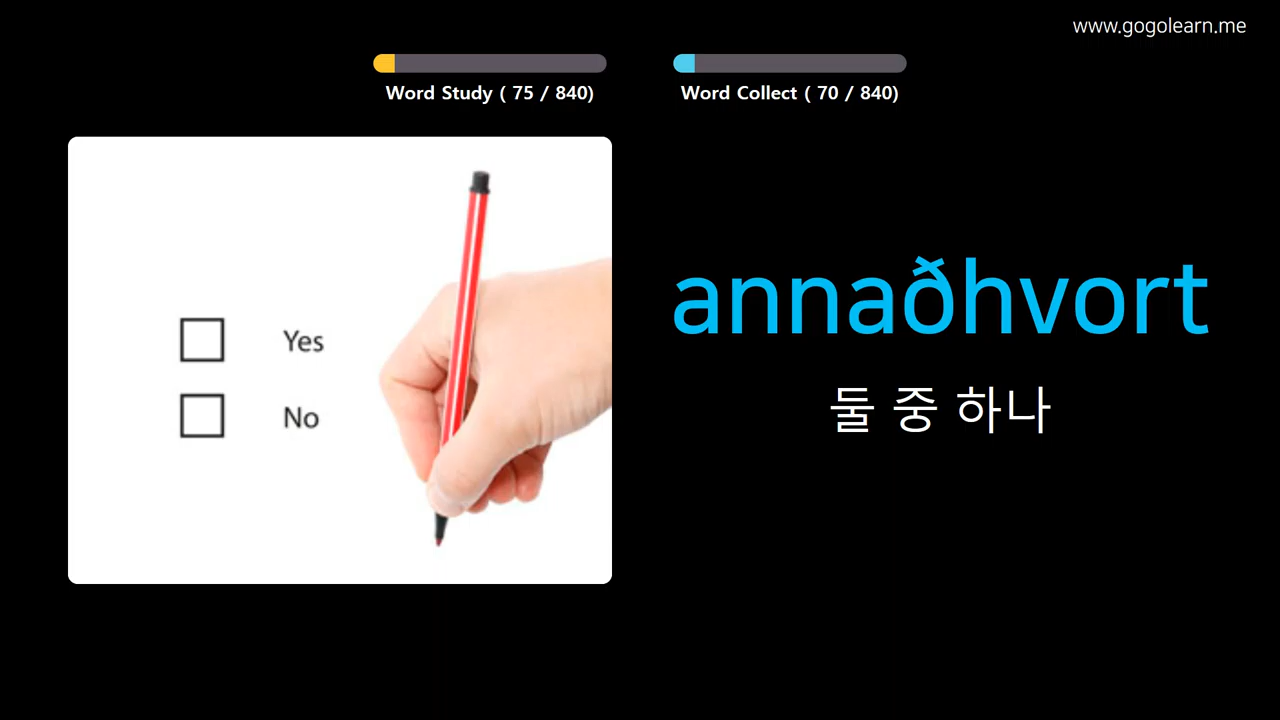 www.gogolearn.me
Word Study ( 75 / 840)
Word Collect ( 70 / 840)
Yes
No
annaðhvort
둘 중 하나